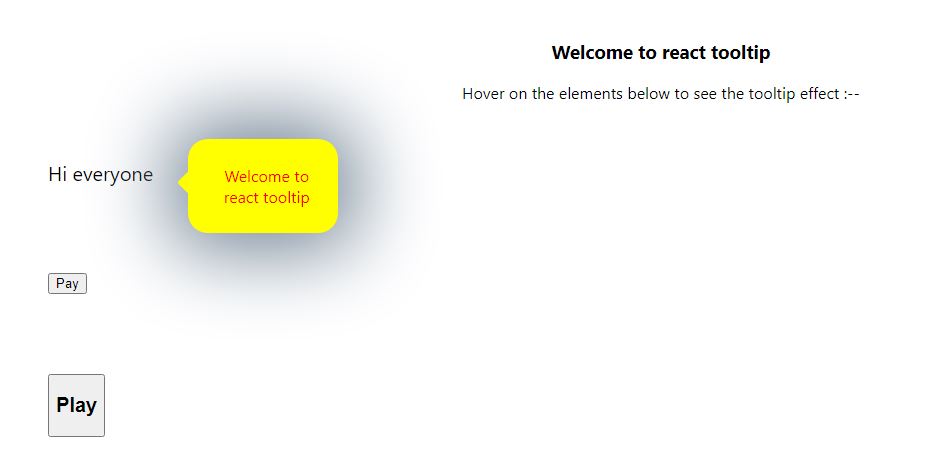 Welcome to react tooltip
Hover on the elements below to see the tooltip effect :--
Hi everyone
Welcome to
react tooltip
Pay
Play